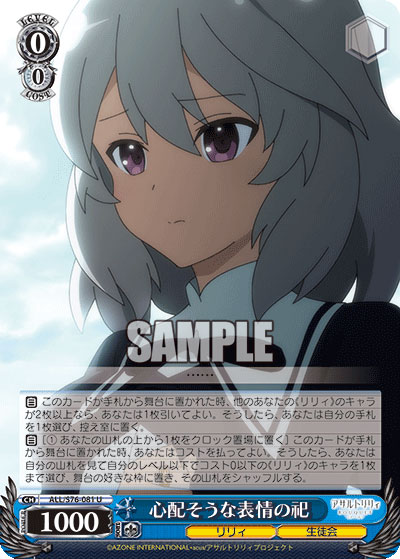 LEVEL
0
0
COST
SAMPLE
……
自 このカードが手札から舞台に置かれた時、他のあなたの《リリィ》のキャラ
が2枚以上なら、あなたは1枚引いてよい。そうしたら、あなたは自分の手札
を1枚選び、控え室に置く。
自 [① あなたの山札の上から1枚をクロック置場に置く] このカードが手札
から舞台に置かれた時、あなたはコストを払ってよい。そうしたら、あなたは
自分の山札を見て自分のレベル以下でコスト0以下の《リリィ》のキャラを1枚
まで選び、舞台の好きな枠に置き、その山札をシャッフルする。
CH ALL/S76-081 U
1000
心配そうな表情の祀
リリィ
生徒会
アサルトリリィ
©AZONE INTERNATIONAL・acus/アサルトリリィプロジェクト